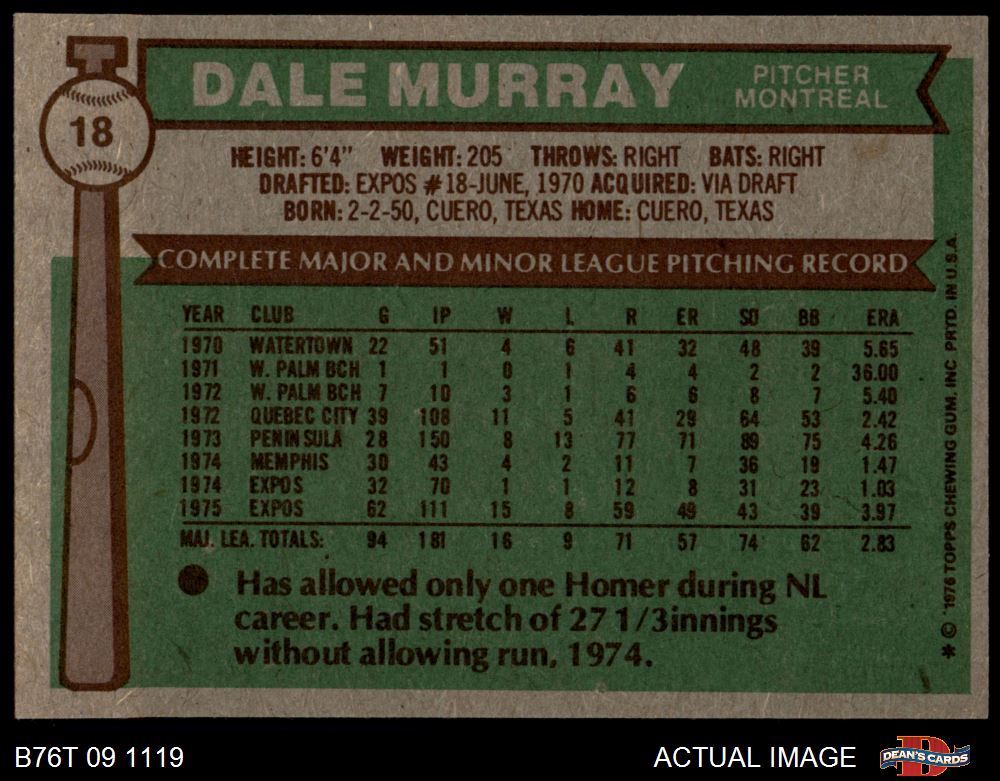 DALE MURRAY
PITCHER
MONTREAL
18
HEIGHT: 6'4" WEIGHT: 205 THROWS: RIGHT BATS: RIGHT
DRAFTED: EXPOS #18-JUNE, 1970 ACQUIRED: VIA DRAFT
BORN: 2-2-50, CUERO, TEXAS HOME: CUERO, TEXAS
COMPLETE MAJOR AND MINOR LEAGUE PITCHING RECORD
YEAR CLUB G IP W L R ER SO BB ERA
1970 WATERTOWN 22 51 4 6 41 32 48 39 5.65
1971 W. PALM BCH 1 1 0 1 4 4 2 2 36.00
1972 W. PALM BCH 7 10 3 1 6 6 8 7 5.40
1972 QUEBEC CITY 39 108 11 5 41 29 64 53 2.42
1973 PENINSULA 28 150 8 13 77 71 89 75 4.26
1974 MEMPHIS 30 43 4 2 11 7 36 19 1.47
1974 EXPOS 32 70 1 1 12 8 31 23 1.03
1975 EXPOS 62 111 15 8 59 49 43 39 3.97
MAJ. LEA. TOTALS: 94 181 16 9 71 57 74 62 2.83
Has allowed only one Homer during NL
career. Had stretch of 27 1/3 innings
without allowing run, 1974.
* © 1976 TOPPS CHEWING GUM, INC PRTD IN U.S.A.
B76T 09 1119
ACTUAL IMAGE
D
DEAN'S CARDS